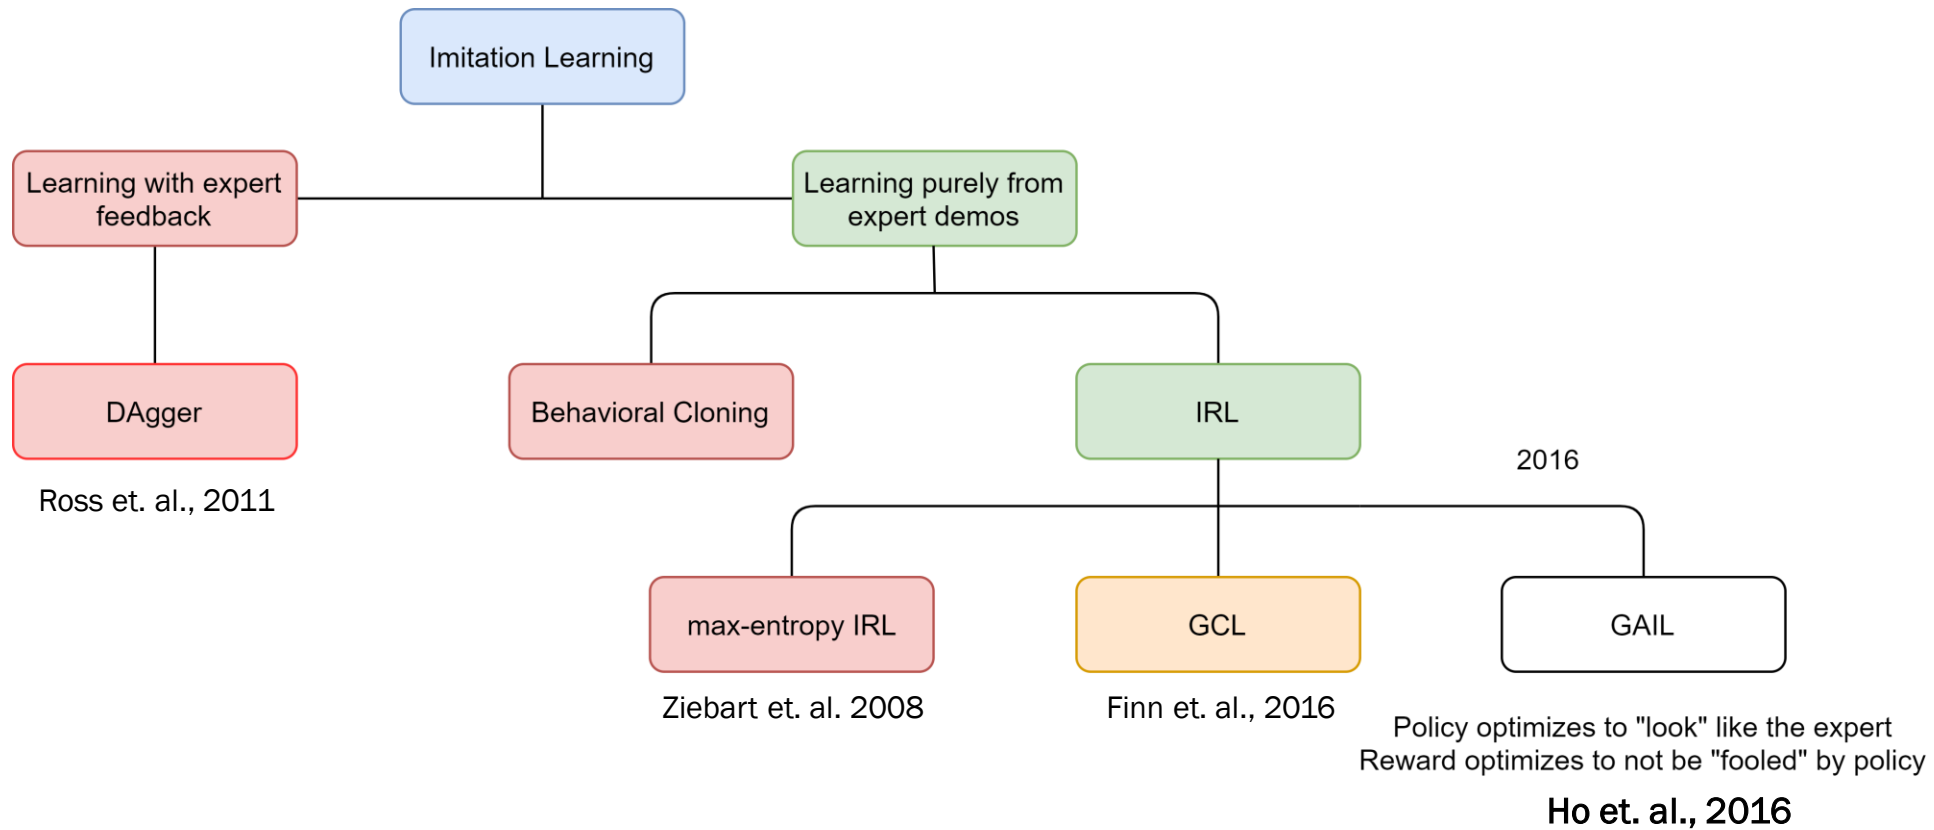 Imitation Learning
Learning with expert
feedback
Learning purely from
expert demos
DAgger
Behavioral Cloning
IRL
Ross et. al., 2011
2016
max-entropy IRL
GCL
GAIL
Ziebart et. al. 2008
Finn et. al., 2016
Policy optimizes to "look" like the expert
Reward optimizes to not be "fooled" by policy
Ho et. al., 2016